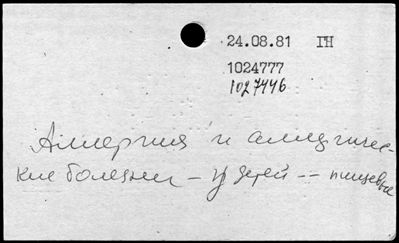 24.08.81 ГН
1024777
1027446
Аллергия и аллергичес-
кие болезни – у детей -- пищевые